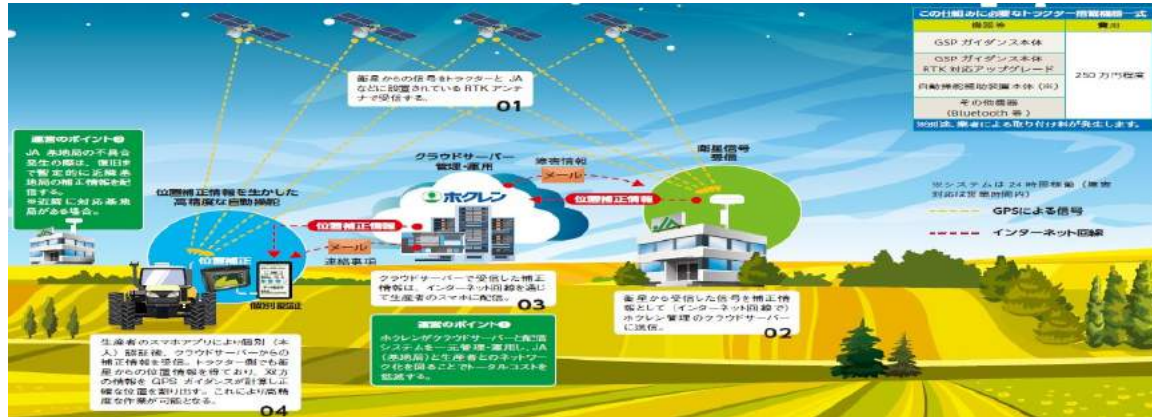 この仕組みに必要なトラクター搭載機器一式
機器等
費用
GSP ガイダンス本体
GSP ガイダンス本体
RTK 対応アップグレード
自動操舵補助装置本体(※)
その他機器
(Bluetooth 等)
250 万円程度
※別途、業者による取り付け料が発生します。
衛星からの信号をトラクターと JA
などに設置されている RTK アンテ
ナで受信する。
01
運営のポイント②
JA 基地局の不具合
発生の際は、復旧ま
で暫定的に近隣基
地局の補正情報を配
信する。
※近隣に対応基地
局がある場合。
位置補正情報を生かした
高精度な自動操舵
クラウドサーバー
管理・運用
ホクレン
障害情報
メール
衛星信号
受信
位置補正情報
位置補正情報
メール
連絡事項
位置補正
個別認証
JA
※システムは 24 時間稼働(障害
対応は営業時間内)
GPSによる信号
インターネット回線
クラウドサーバーで受信した補正
情報は、インターネット回線を通じ
て生産者のスマホに配信。
03
衛星から受信した信号を補正情
報として(インターネット回線で)
ホクレン管理のクラウドサーバー
に送信。
02
運営のポイント①
ホクレンがクラウドサーバーと配信
システムを一元管理・運用し、JA
(基地局)と生産者とのネットワー
ク化を図ることでトータルコストを
低減する。
生産者のスマホアプリにより個別(本
人)認証後、クラウドサーバーからの
補正情報を受信。トラクター側でも衛
星からの位置情報を得ており、双方
の情報を GPS ガイダンスが計算し正
確な位置を割り出す。これにより高精
度な作業が可能となる。
04